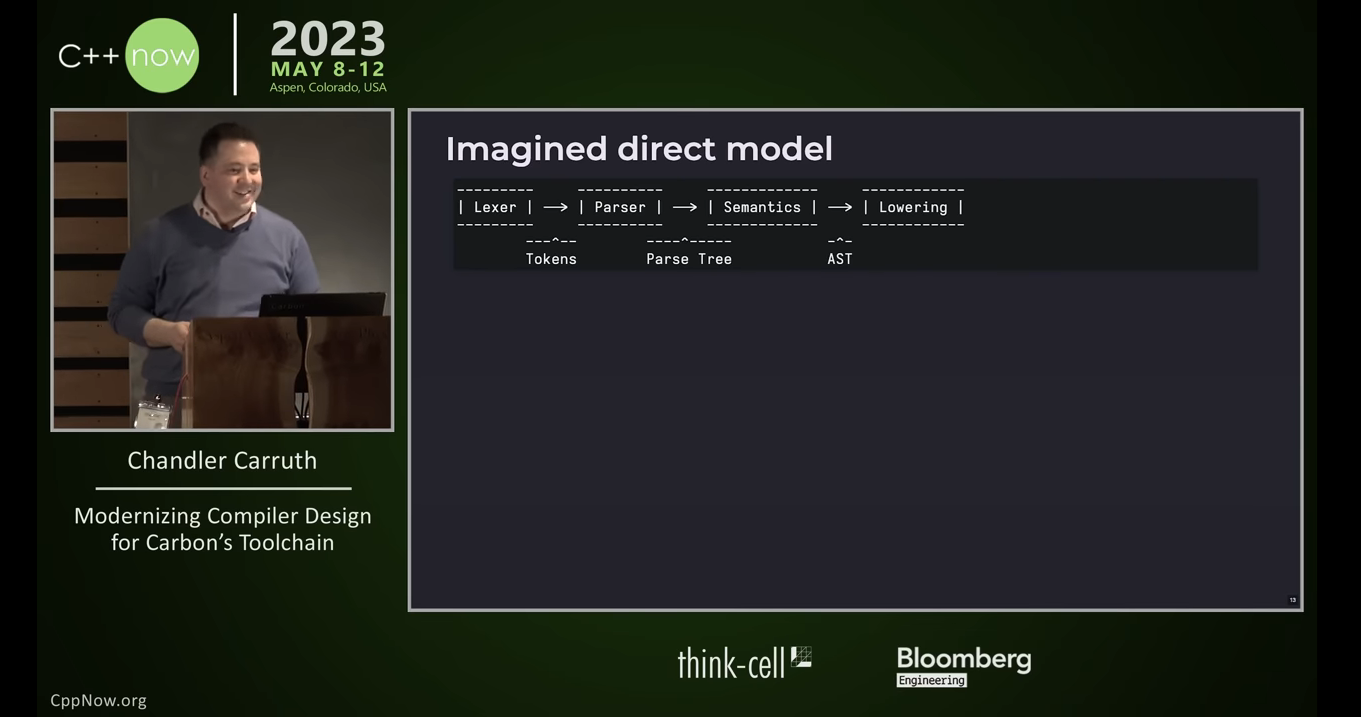 C++ now
2023
MAY 8-12
Aspen, Colorado, USA
Imagined direct model
--------- ---------- ------------- ------------
| Lexer | —> | Parser | —> | Semantics | —> | Lowering |
--------- ---------- ------------- ------------
---^-- ----^----- -^-
Tokens Parse Tree AST
13
Chandler Carruth
Modernizing Compiler Design
for Carbon's Toolchain
think-cell
Bloomberg
Engineering
CppNow.org